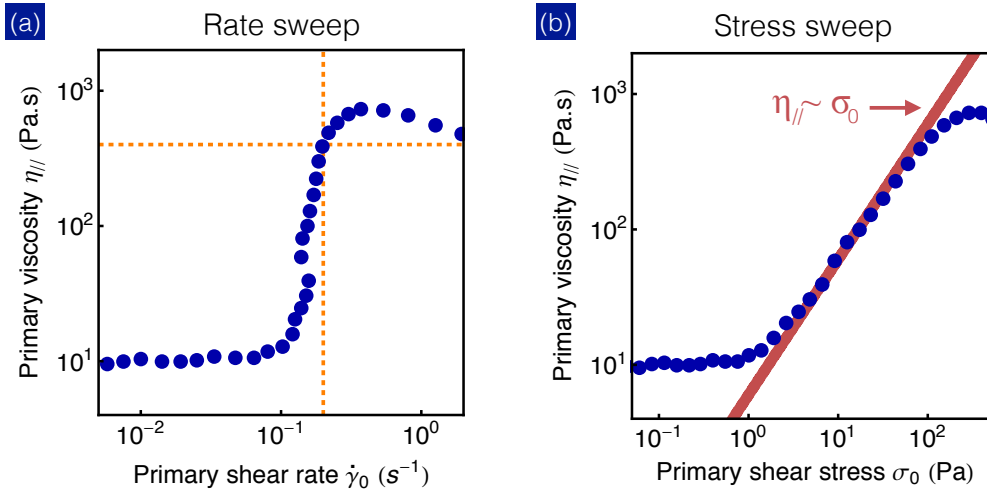 (a)
Rate sweep
Primary viscosity η// (Pa.s)
10³
10²
10¹
10⁻²
10⁻¹
10⁰
Primary shear rate γ̇₀ (s⁻¹)
(b)
Stress sweep
η// ~ σ₀
Primary viscosity η// (Pa.s)
10³
10²
10¹
10⁻¹
10⁰
10¹
10²
Primary shear stress σ₀ (Pa)